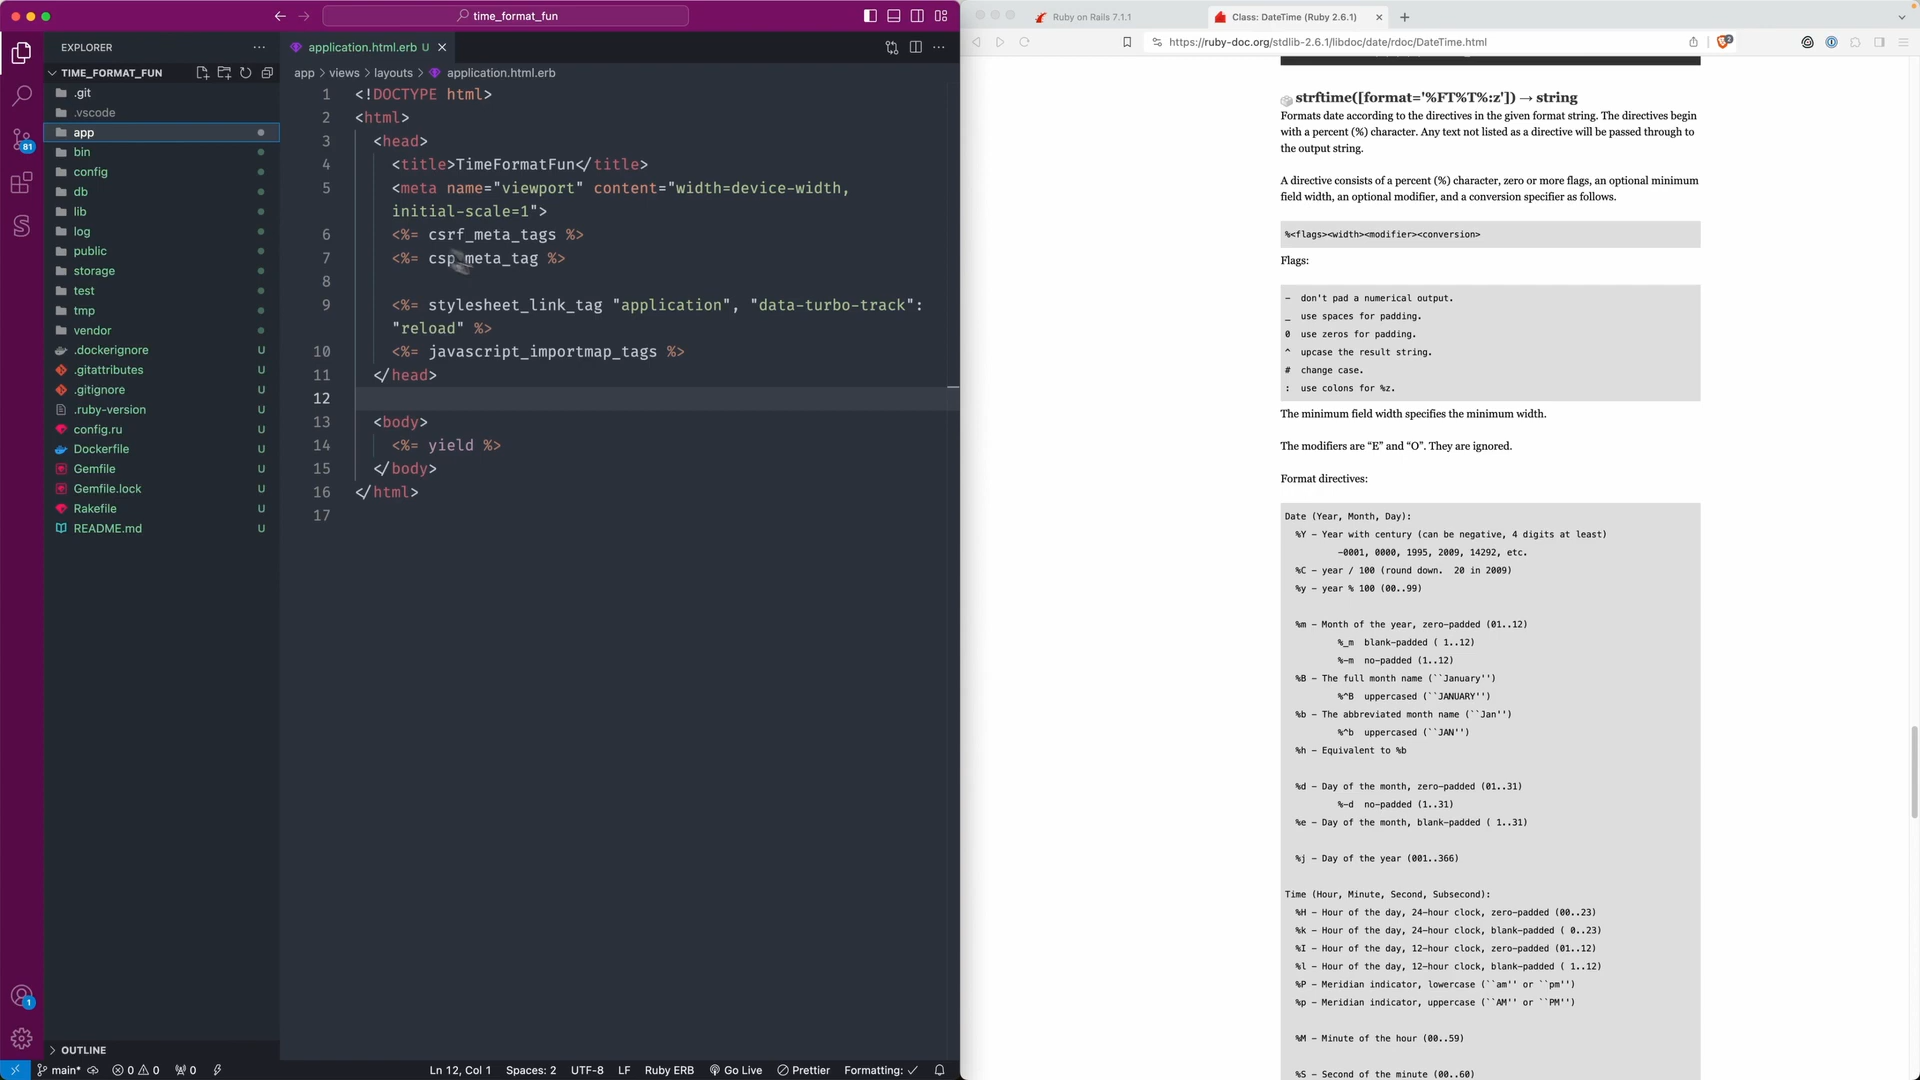 time_format_fun
EXPLORER
TIME_FORMAT_FUN
.git
.vscode
app
bin
config
db
lib
log
public
storage
test
tmp
vendor
.dockerignore U
.gitattributes U
.gitignore U
.ruby-version U
config.ru U
Dockerfile U
Gemfile U
Gemfile.lock U
Rakefile U
README.md U
OUTLINE
81
1
application.html.erb U
app > views > layouts > application.html.erb
1 <!DOCTYPE html>
2 <html>
3 <head>
4 <title>TimeFormatFun</title>
5 <meta name="viewport" content="width=device-width,
initial-scale=1">
6 <%= csrf_meta_tags %>
7 <%= csp_meta_tag %>
8
9 <%= stylesheet_link_tag "application", "data-turbo-track":
"reload" %>
10 <%= javascript_importmap_tags %>
11 </head>
12
13 <body>
14 <%= yield %>
15 </body>
16 </html>
17
main* 0 0 0 Ln 12, Col 1 Spaces: 2 UTF-8 LF Ruby ERB Go Live Prettier Formatting:
Ruby on Rails 7.1.1
Class: DateTime (Ruby 2.6.1)
https://ruby-doc.org/stdlib-2.6.1/libdoc/date/rdoc/DateTime.html
2
strftime([format='%FT%T%:z']) → string
Formats date according to the directives in the given format string. The directives begin
with a percent (%) character. Any text not listed as a directive will be passed through to
the output string.
A directive consists of a percent (%) character, zero or more flags, an optional minimum
field width, an optional modifier, and a conversion specifier as follows.
%<flags><width><modifier><conversion>
Flags:
- don't pad a numerical output.
_ use spaces for padding.
0 use zeros for padding.
^ upcase the result string.
# change case.
: use colons for %z.
The minimum field width specifies the minimum width.
The modifiers are “E” and “O”. They are ignored.
Format directives:
Date (Year, Month, Day):
%Y - Year with century (can be negative, 4 digits at least)
-0001, 0000, 1995, 2009, 14292, etc.
%C - year / 100 (round down. 20 in 2009)
%y - year % 100 (00..99)
%m - Month of the year, zero-padded (01..12)
%_m blank-padded ( 1..12)
%-m no-padded (1..12)
%B - The full month name (``January'')
%^B uppercased (``JANUARY'')
%b - The abbreviated month name (``Jan'')
%^b uppercased (``JAN'')
%h - Equivalent to %b
%d - Day of the month, zero-padded (01..31)
%-d no-padded (1..31)
%e - Day of the month, blank-padded ( 1..31)
%j - Day of the year (001..366)
Time (Hour, Minute, Second, Subsecond):
%H - Hour of the day, 24-hour clock, zero-padded (00..23)
%k - Hour of the day, 24-hour clock, blank-padded ( 0..23)
%I - Hour of the day, 12-hour clock, zero-padded (01..12)
%l - Hour of the day, 12-hour clock, blank-padded ( 1..12)
%P - Meridian indicator, lowercase (``am'' or ``pm'')
%p - Meridian indicator, uppercase (``AM'' or ``PM'')
%M - Minute of the hour (00..59)
%S - Second of the minute (00..60)